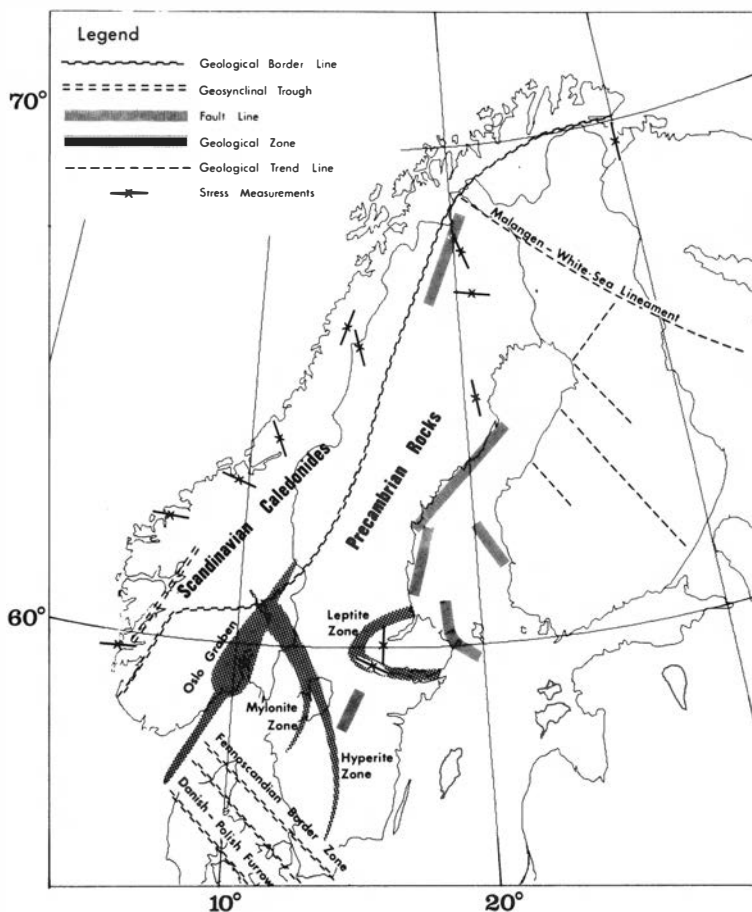 Legend
Geological Border Line
Geosynclinal Trough
Fault Line
Geological Zone
Geological Trend Line
Stress Measurements
70°
Malangen - White-Sea Lineament
Scandinavian Caledonides
Precambrian Rocks
60°
Leptite
Zone
Oslo Graben
Mylonite
Zone
Hyperite
Zone
Fennoscandian Border Zone
Danish - Polish Furrow
10°
20°